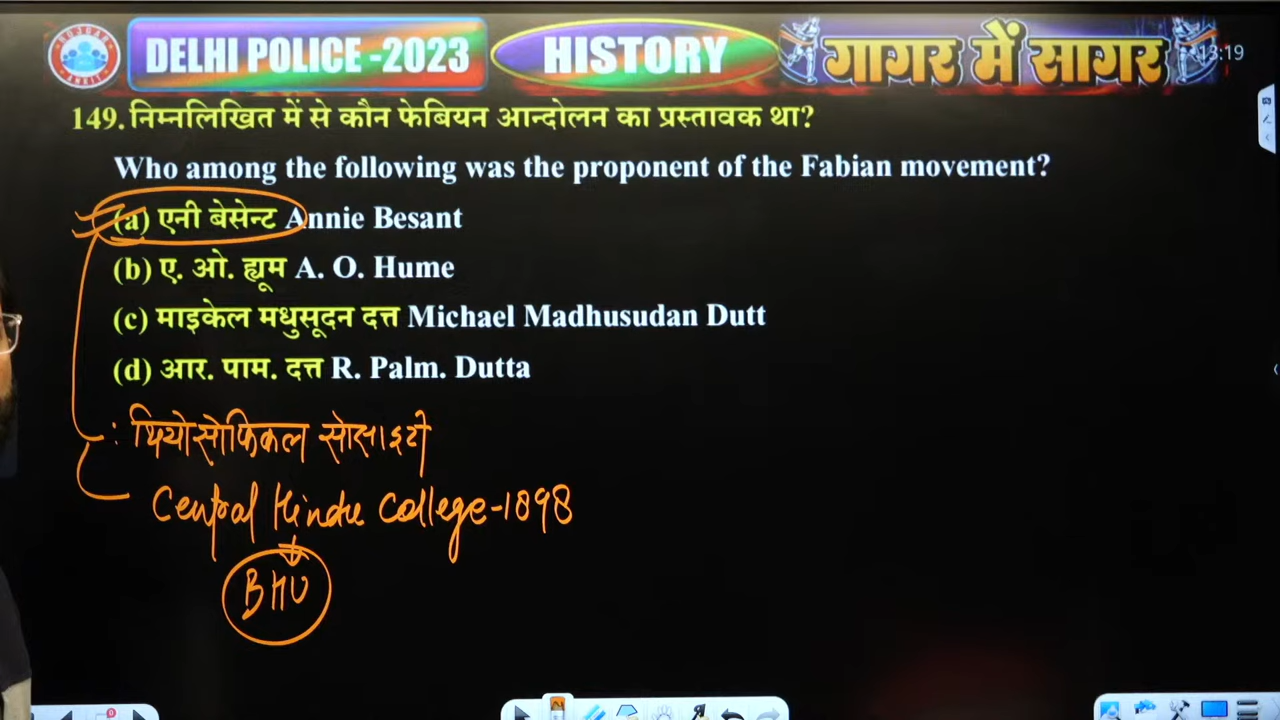 ROJGAR
ANKIT
DELHI POLICE -2023
HISTORY
गागर में सागर
13:19
149. निम्नलिखित में से कौन फेबियन आन्दोलन का प्रस्तावक था?
Who among the following was the proponent of the Fabian movement?
(a) एनी बेसेन्ट Annie Besant
(b) ए. ओ. ह्यूम A. O. Hume
(c) माइकेल मधुसूदन दत्त Michael Madhusudan Dutt
(d) आर. पाम. दत्त R. Palm. Dutta
: थियोसोफिकल सोसाइटी
Central Hindu College-1898
BHU